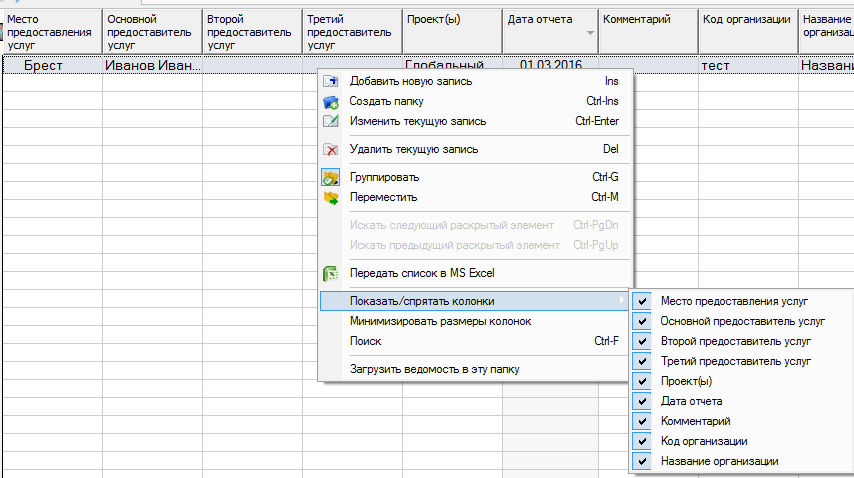 Место предоставления услуг
Основной предоставитель услуг
Второй предоставитель услуг
Третий предоставитель услуг
Проект(ы)
Дата отчета
Комментарий
Код организации
Название организа
Брест
Иванов Иван...
Глобальный
01.03.2016
тест
Названи
Добавить новую запись Ins
Создать папку Ctrl-Ins
Изменить текущую запись Ctrl-Enter
Удалить текущую запись Del
Группировать Ctrl-G
Переместить Ctrl-M
Искать следующий раскрытый элемент Ctrl-PgDn
Искать предыдущий раскрытый элемент Ctrl-PgUp
Передать список в MS Excel
Показать/спрятать колонки
Минимизировать размеры колонок
Поиск Ctrl-F
Загрузить ведомость в эту папку
Место предоставления услуг
Основной предоставитель услуг
Второй предоставитель услуг
Третий предоставитель услуг
Проект(ы)
Дата отчета
Комментарий
Код организации
Название организации